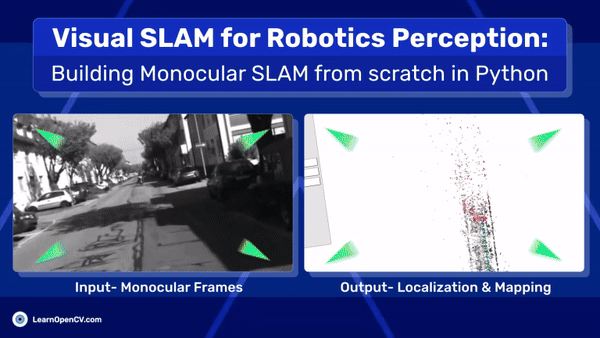 Visual SLAM for Robotics Perception:
Building Monocular SLAM from scratch in Python
Input- Monocular Frames
Output- Localization & Mapping
LearnOpenCV.com